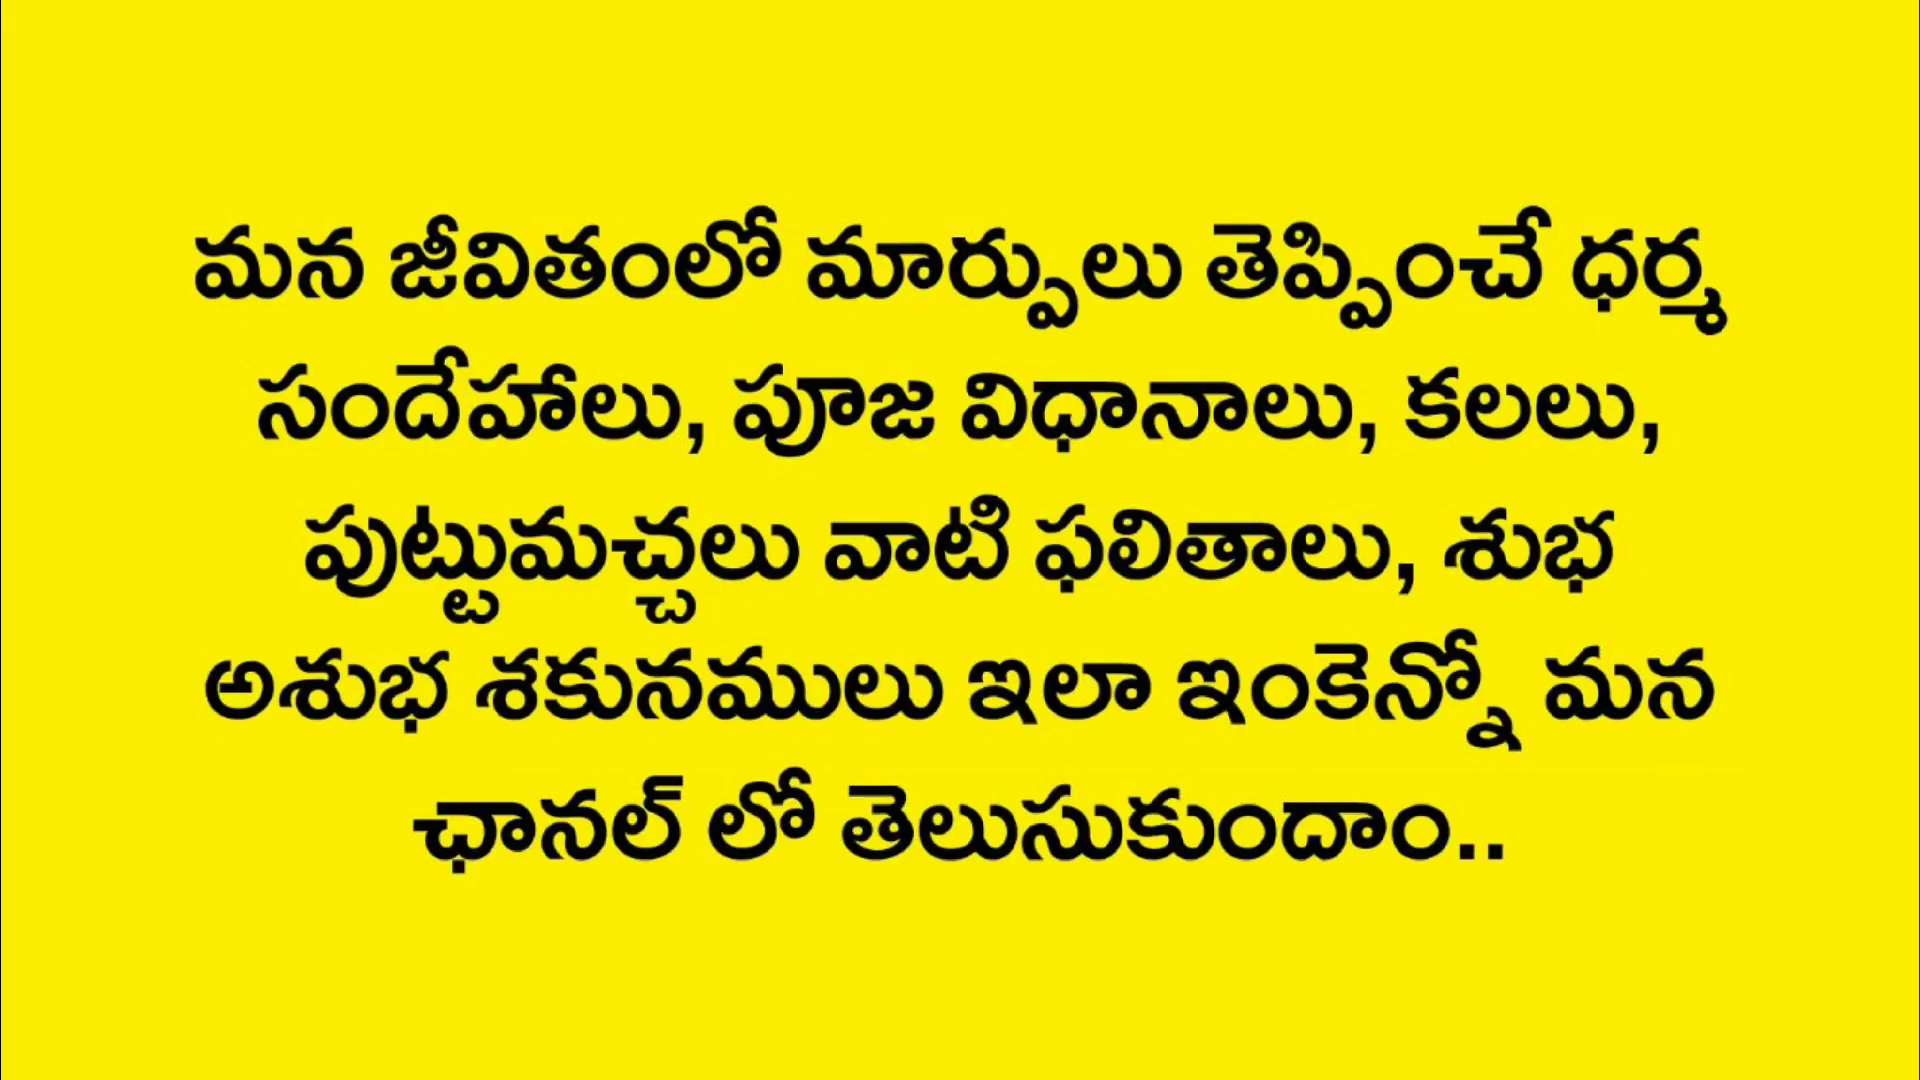 మన జీవితంలో మార్పులు తెప్పించే ధర్మ
సందేహాలు, పూజ విధానాలు, కలలు,
పుట్టుమచ్చలు వాటి ఫలితాలు, శుభ
అశుభ శకునములు ఇలా ఇంకెన్నో మన
ఛానల్ లో తెలుసుకుందాం..